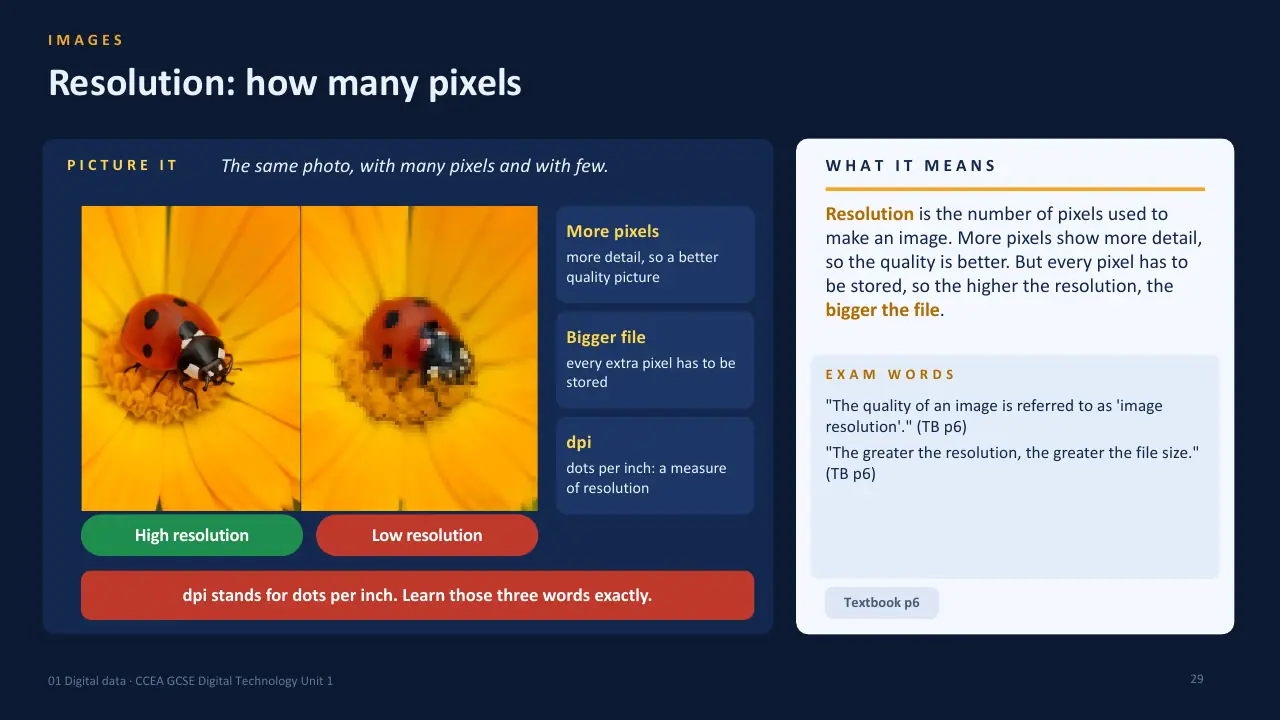 IMAGES
Resolution: how many pixels
PICTURE IT
The same photo, with many pixels and with few.
More pixels
more detail, so a better
quality picture
Bigger file
every extra pixel has to be
stored
dpi
dots per inch: a measure
of resolution
High resolution
Low resolution
dpi stands for dots per inch. Learn those three words exactly.
WHAT IT MEANS
Resolution is the number of pixels used to
make an image. More pixels show more detail,
so the quality is better. But every pixel has to
be stored, so the higher the resolution, the
bigger the file.
EXAM WORDS
"The quality of an image is referred to as 'image
resolution'." (TB p6)
"The greater the resolution, the greater the file size."
(TB p6)
Textbook p6
01 Digital data · CCEA GCSE Digital Technology Unit 1
29